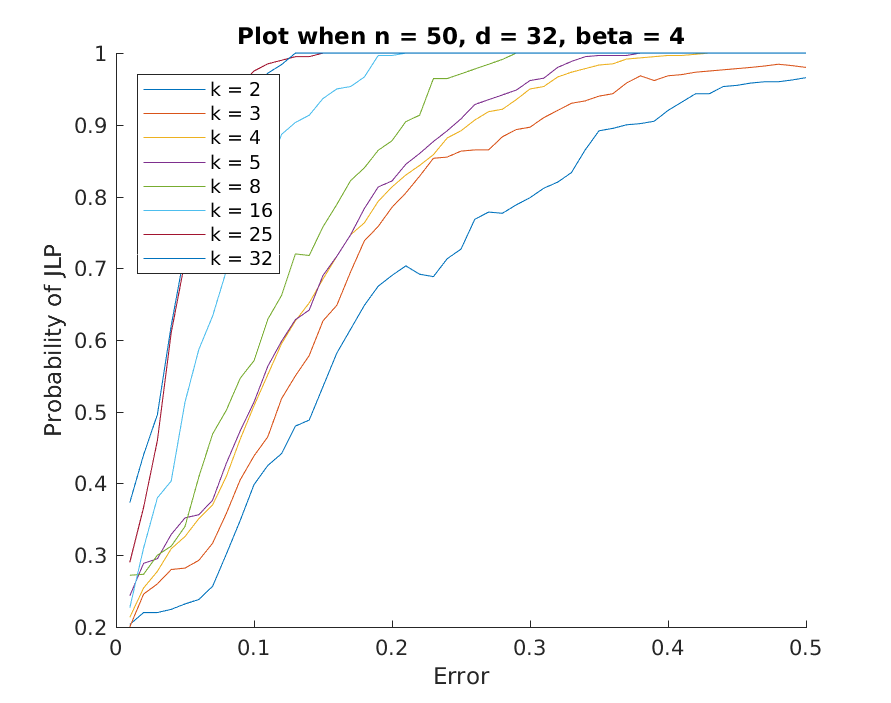 Plot when n = 50, d = 32, beta = 4
1
0.9
0.8
0.7
0.6
0.5
0.4
0.3
0.2
Probability of JLP
k = 2
k = 3
k = 4
k = 5
k = 8
k = 16
k = 25
k = 32
0
0.1
0.2
0.3
0.4
0.5
Error